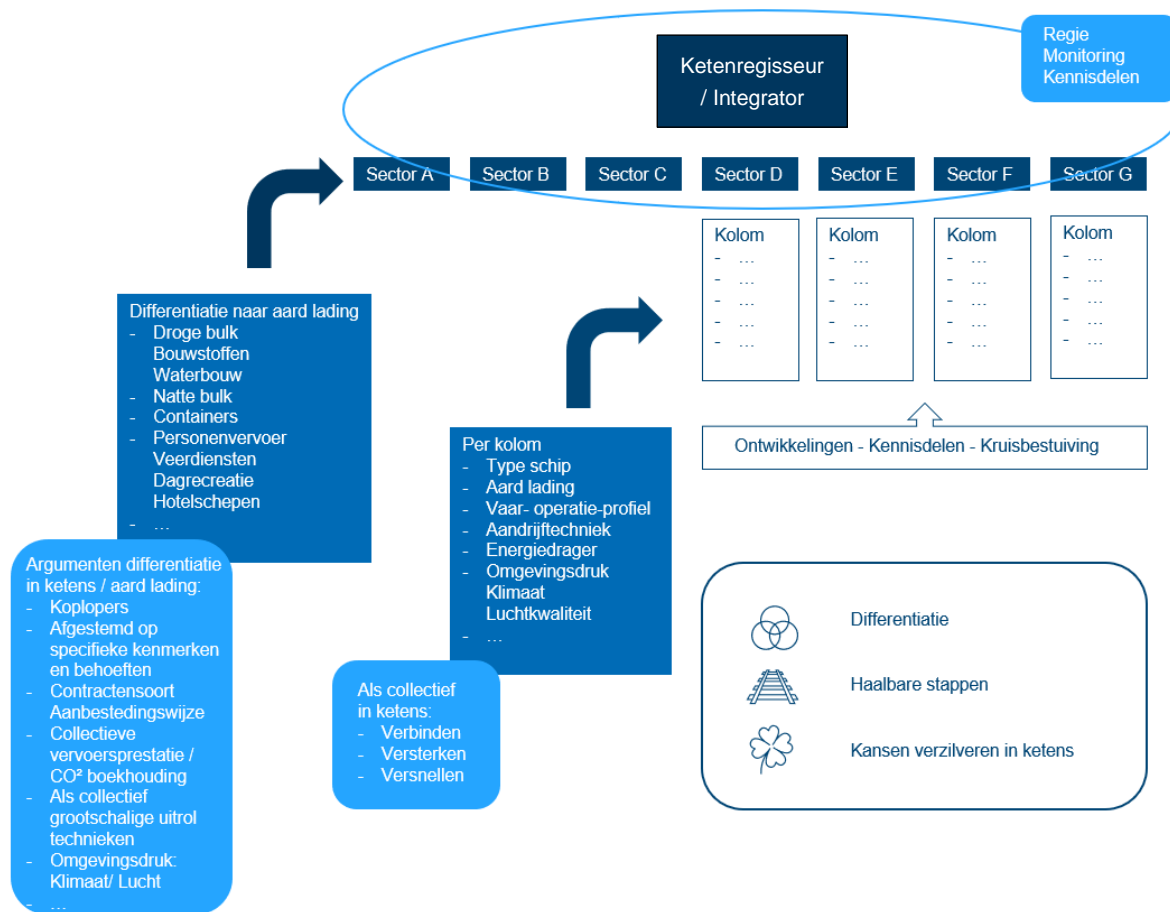 Regie
Monitoring
Kennisdelen
Ketenregisseur
/ Integrator
Sector A
Sector B
Sector C
Sector D
Sector E
Sector F
Sector G
Kolom
- ...
- ...
- ...
- ...
- ...
Kolom
- ...
- ...
- ...
- ...
- ...
Kolom
- ...
- ...
- ...
- ...
- ...
Kolom
- ...
- ...
- ...
- ...
- ...
Differentiatie naar aard lading
- Droge bulk
Bouwstoffen
Waterbouw
- Natte bulk
- Containers
- Personenvervoer
Veerdiensten
Dagrecreatie
Hotelschepen
- ...
Per kolom
- Type schip
- Aard lading
- Vaar- operatie-profiel
- Aandrijftechniek
- Energiedrager
- Omgevingsdruk
Klimaat
Luchtkwaliteit
- ...
Ontwikkelingen - Kennisdelen - Kruisbestuiving
Argumenten differentiatie
in ketens / aard lading:
- Koplopers
- Afgestemd op
specifieke kenmerken
en behoeften
- Contractensoort
Aanbestedingswijze
- Collectieve
vervoersprestatie /
CO² boekhouding
- Als collectief
grootschalige uitrol
technieken
- Omgevingsdruk:
Klimaat/ Lucht
- ...
Als collectief
in ketens:
- Verbinden
- Versterken
- Versnellen
Differentiatie
Haalbare stappen
Kansen verzilveren in ketens